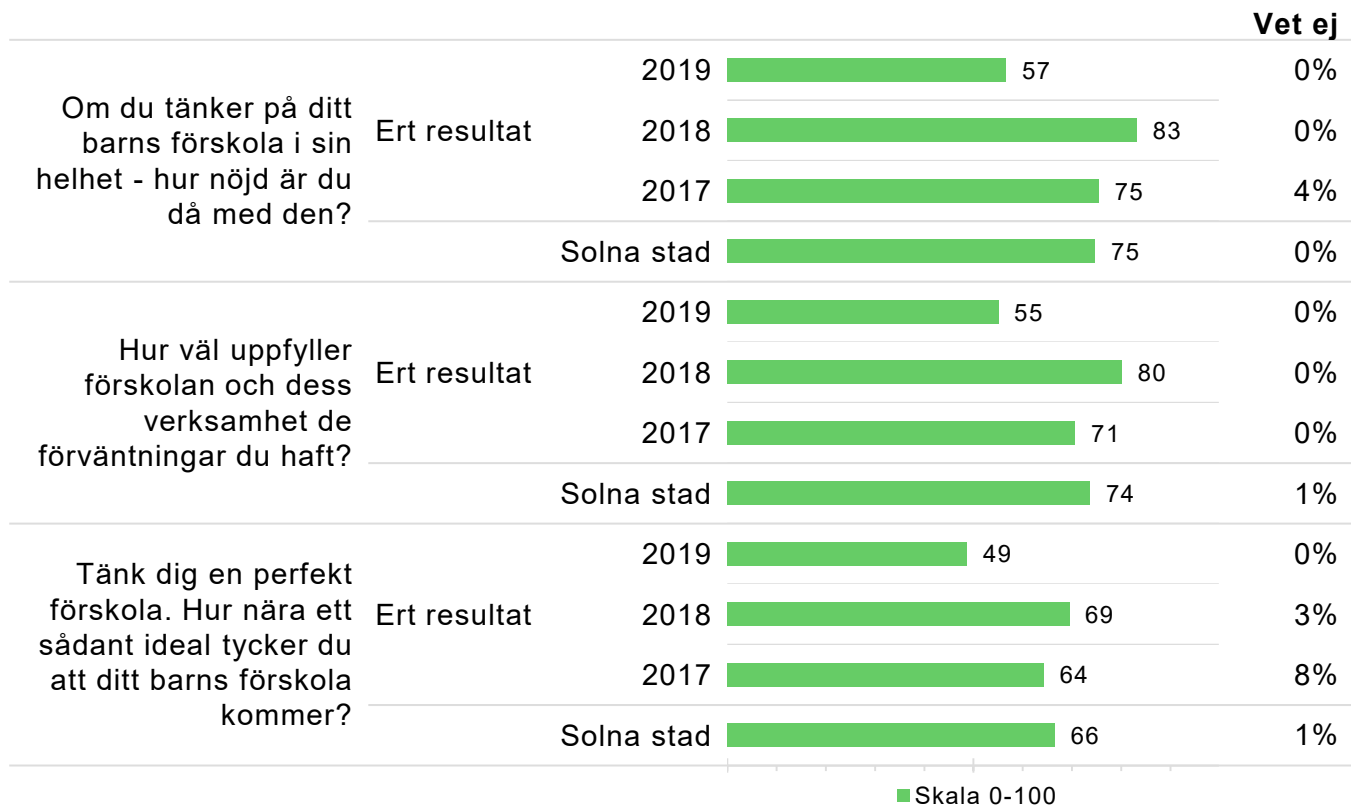 Vet ej
Om du tänker på ditt
barns förskola i sin
helhet - hur nöjd är du
då med den?
Ert resultat
2019 57 0%
2018 83 0%
2017 75 4%
Solna stad 75 0%
Hur väl uppfyller
förskolan och dess
verksamhet de
förväntningar du haft?
Ert resultat
2019 55 0%
2018 80 0%
2017 71 0%
Solna stad 74 1%
Tänk dig en perfekt
förskola. Hur nära ett
sådant ideal tycker du
att ditt barns förskola
kommer?
Ert resultat
2019 49 0%
2018 69 3%
2017 64 8%
Solna stad 66 1%
Skala 0-100